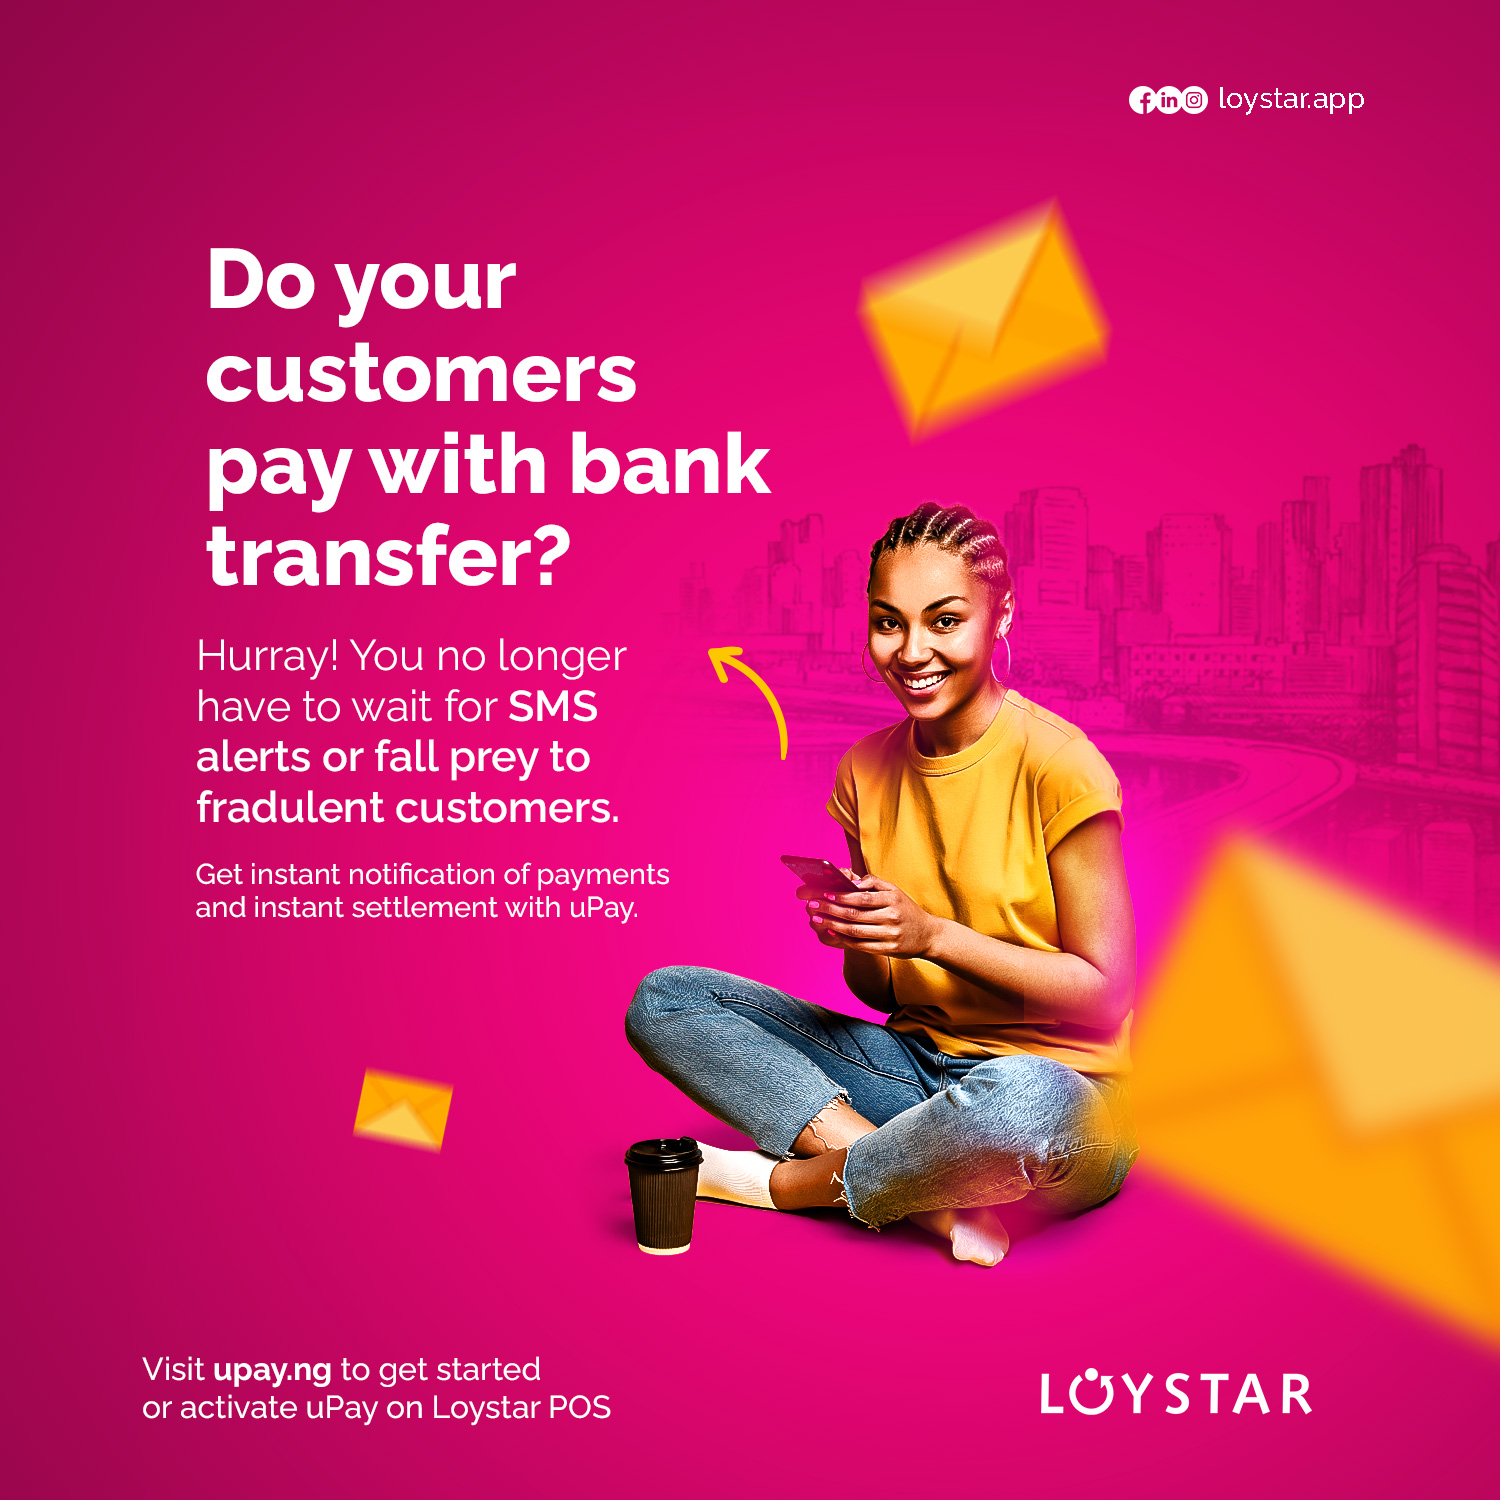 loystar.app
Do your
customers
pay with bank
transfer?
Hurray! You no longer
have to wait for SMS
alerts or fall prey to
fradulent customers.
Get instant notification of payments
and instant settlement with uPay.
Visit upay.ng to get started
or activate uPay on Loystar POS
LOYSTAR